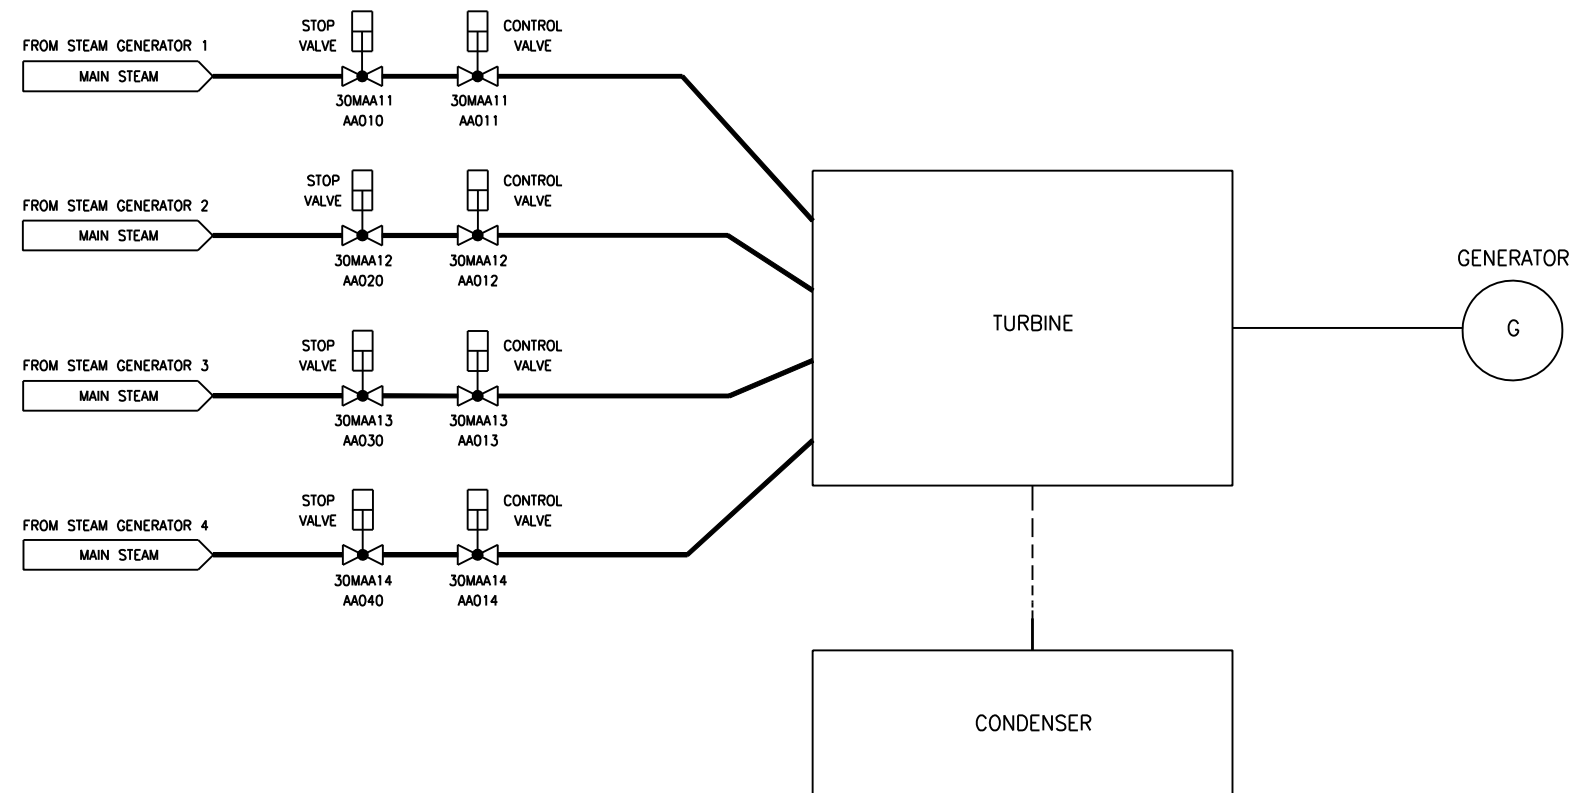 STOP
VALVE
CONTROL
VALVE
FROM STEAM GENERATOR 1
MAIN STEAM
30MAA11
AA010
30MAA11
AA011
STOP
VALVE
CONTROL
VALVE
FROM STEAM GENERATOR 2
MAIN STEAM
30MAA12
AA020
30MAA12
AA012
TURBINE
GENERATOR
G
STOP
VALVE
CONTROL
VALVE
FROM STEAM GENERATOR 3
MAIN STEAM
30MAA13
AA030
30MAA13
AA013
STOP
VALVE
CONTROL
VALVE
FROM STEAM GENERATOR 4
MAIN STEAM
30MAA14
AA040
30MAA14
AA014
CONDENSER